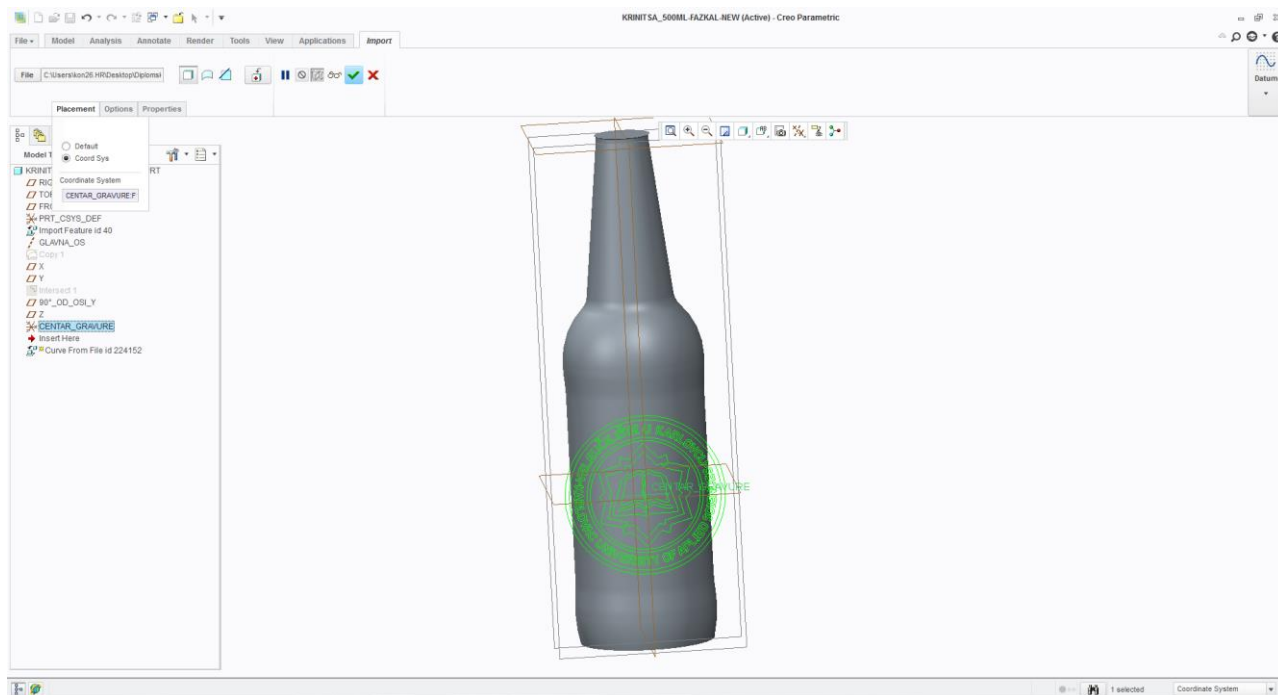 KRINITSA_500ML-FAZKAL-NEW (Active) - Creo Parametric
File Model Analysis Annotate Render Tools View Applications Import
File C:\Users\kon26.HR\Desktop\Diplomsl
Datum
Placement Options Properties
Default
Model T
Coord Sys
KRINIT RT
RIG
Coordinate System
TOF
CENTAR_GRAVURE:F
FRO
PRT_CSYS_DEF
Import Feature id 40
GLAVNA_OS
Copy 1
X
Y
Intersect 1
90°_OD_OSI_Y
Z
CENTAR_GRAVURE
Insert Here
Curve From File id 224152
CENTAR_GRAVURE
UNIVERSITY OF
1 selected Coordinate System